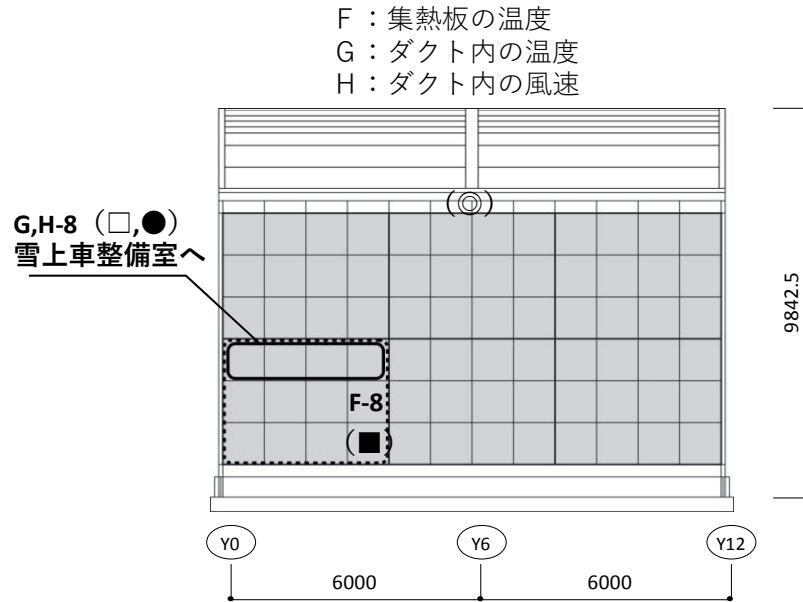 F：集熱板の温度
G：ダクト内の温度
H：ダクト内の風速
(◎)
G,H-8（□,●）
雪上車整備室へ
9842.5
F-8
(■)
Y0 Y6 Y12
6000 6000